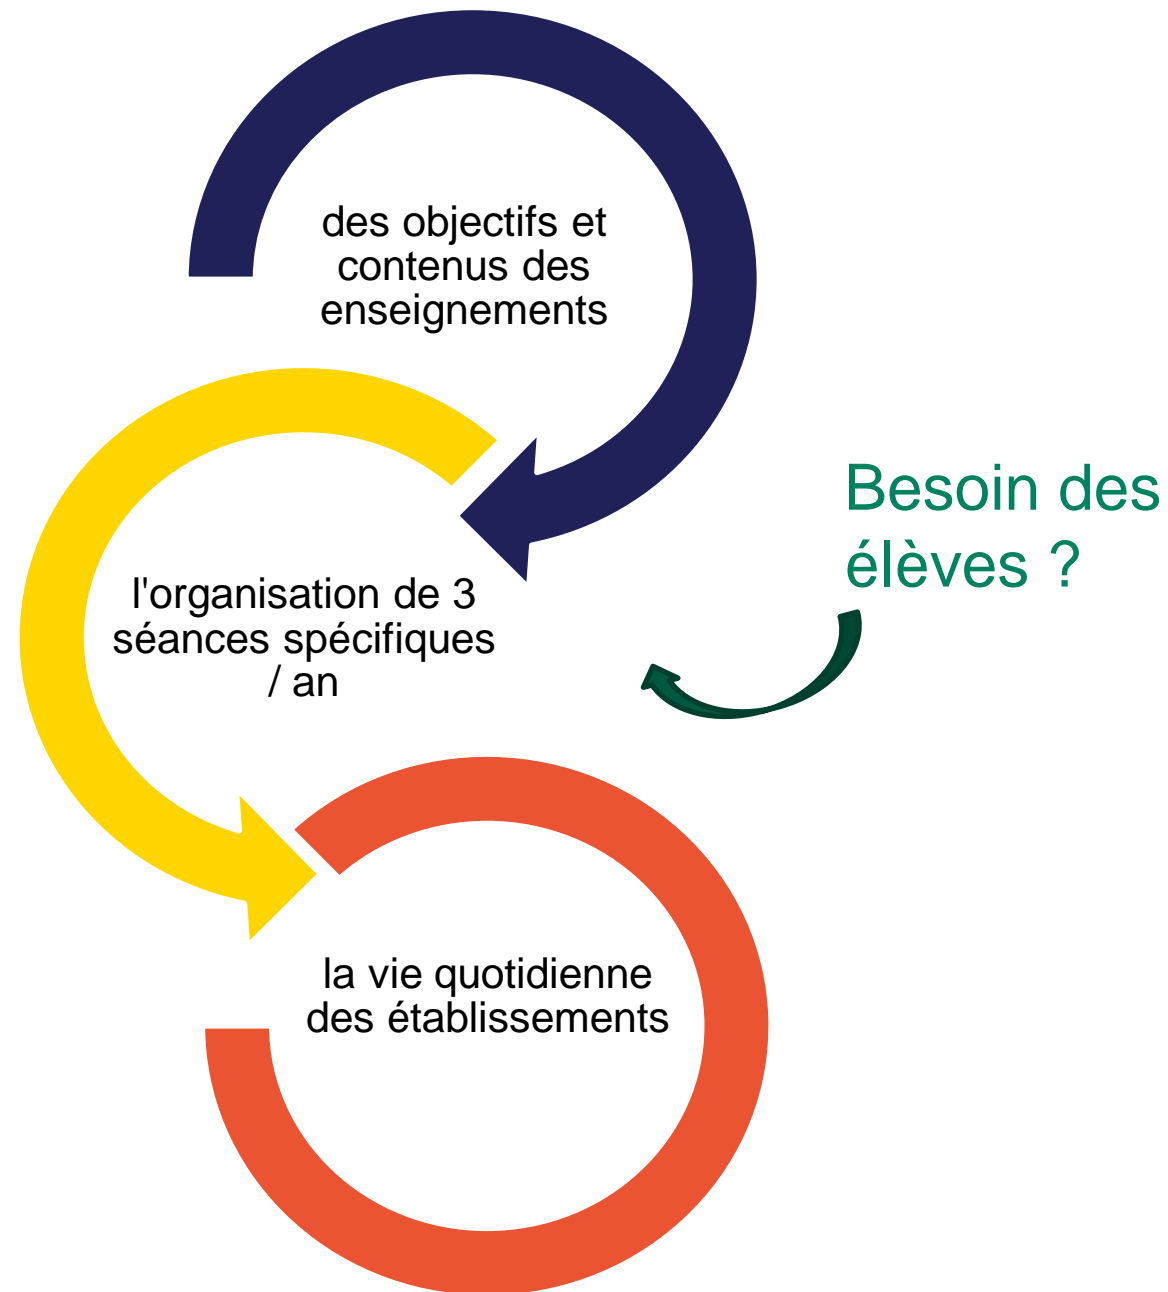 des objectifs et
contenus des
enseignements
Besoin des
élèves ?
l'organisation de 3
séances spécifiques
/ an
la vie quotidienne
des établissements